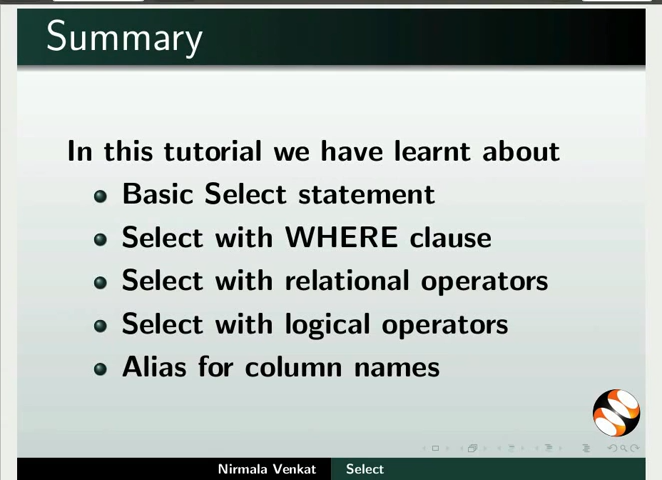 Summary
In this tutorial we have learnt about
Basic Select statement
Select with WHERE clause
Select with relational operators
Select with logical operators
Alias for column names
Nirmala Venkat Select